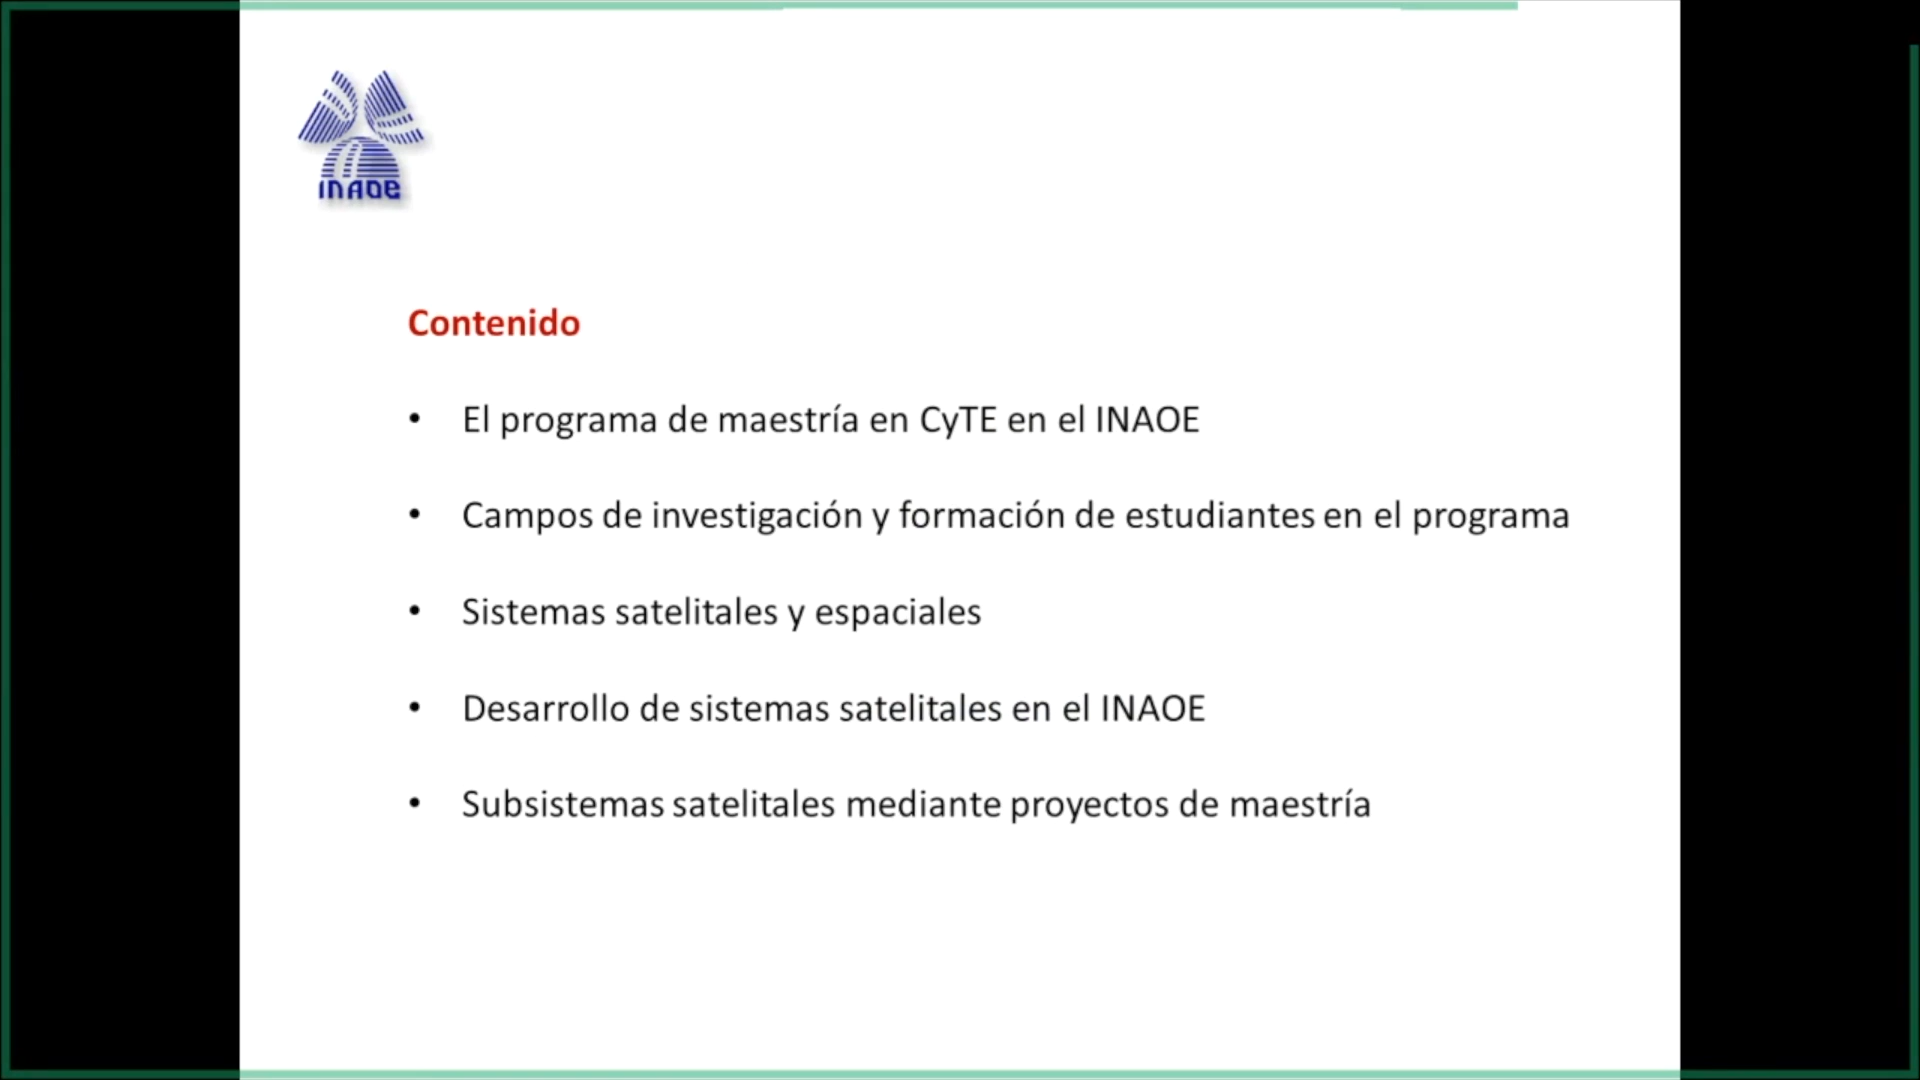 INAOE
Contenido
• El programa de maestría en CyTE en el INAOE
• Campos de investigación y formación de estudiantes en el programa
• Sistemas satelitales y espaciales
• Desarrollo de sistemas satelitales en el INAOE
• Subsistemas satelitales mediante proyectos de maestría